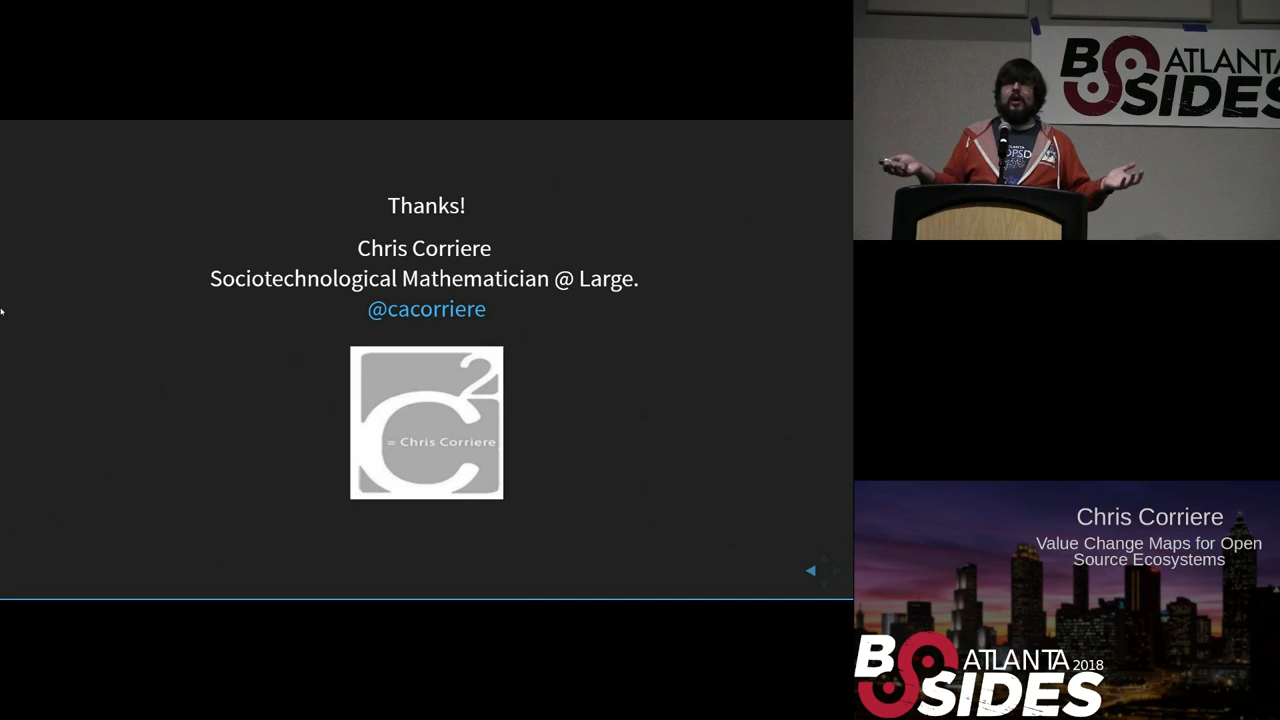 Thanks!
Chris Corriere
Sociotechnological Mathematician @ Large.
@cacorriere
C2
= Chris Corriere
BSIDES ATLANTA
Chris Corriere
Value Change Maps for Open
Source Ecosystems
BSIDES ATLANTA 2018